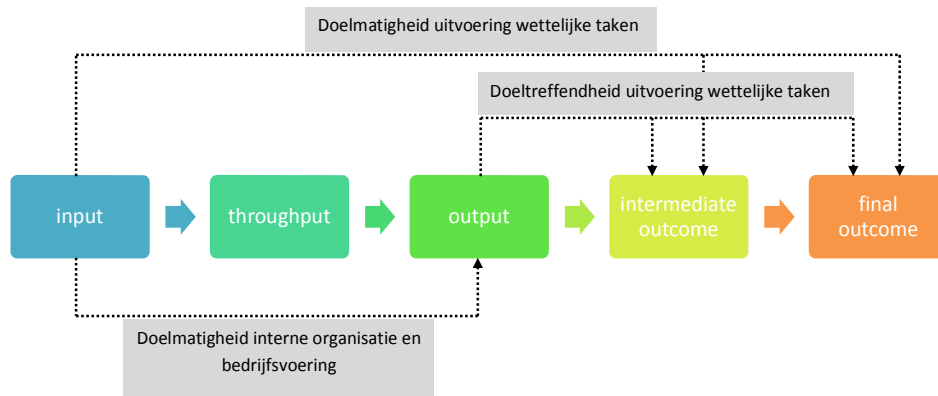 Doelmatigheid uitvoering wettelijke taken
Doeltreffendheid uitvoering wettelijke taken
input
throughput
output
intermediate
outcome
final
outcome
Doelmatigheid interne organisatie en
bedrijfsvoering